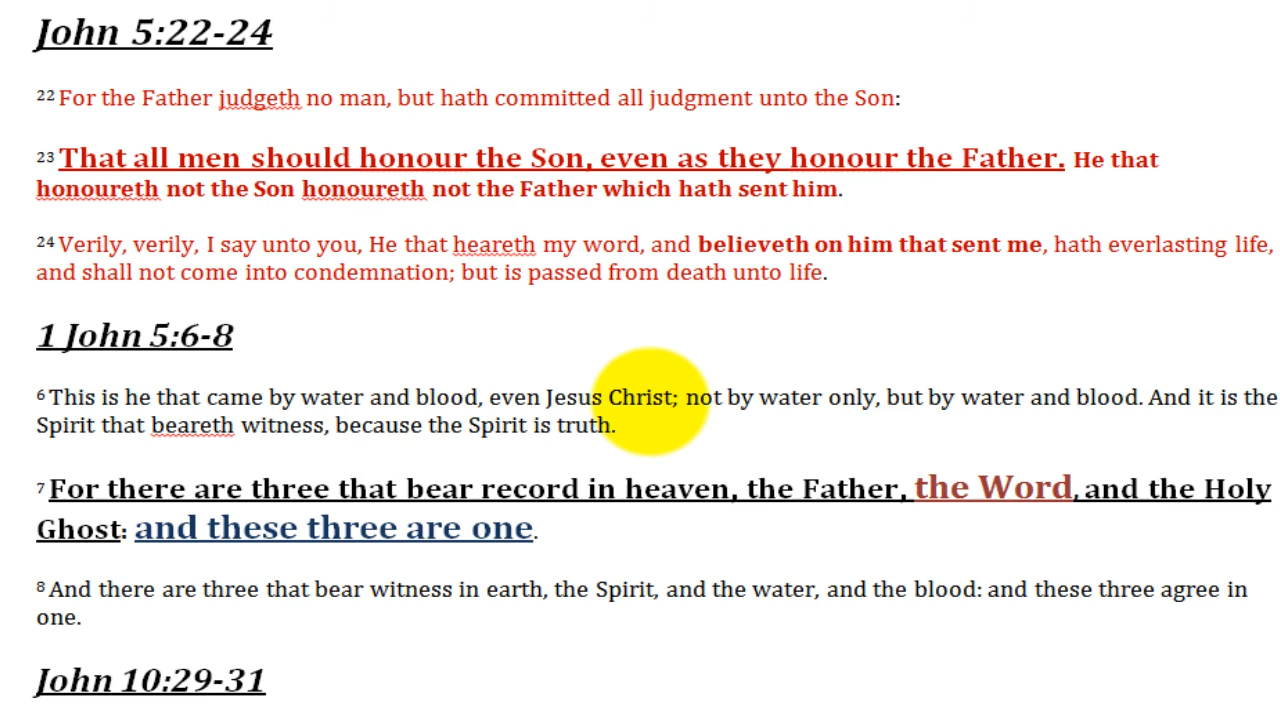 John 5:22-24
22 For the Father judgeth no man, but hath committed all judgment unto the Son:
23 That all men should honour the Son, even as they honour the Father. He that
honoureth not the Son honoureth not the Father which hath sent him.
24 Verily, verily, I say unto you, He that heareth my word, and believeth on him that sent me, hath everlasting life,
and shall not come into condemnation; but is passed from death unto life.
1 John 5:6-8
6 This is he that came by water and blood, even Jesus Christ; not by water only, but by water and blood. And it is the
Spirit that beareth witness, because the Spirit is truth.
7 For there are three that bear record in heaven, the Father, the Word, and the Holy
Ghost: and these three are one.
8 And there are three that bear witness in earth, the Spirit, and the water, and the blood: and these three agree in
one.
John 10:29-31